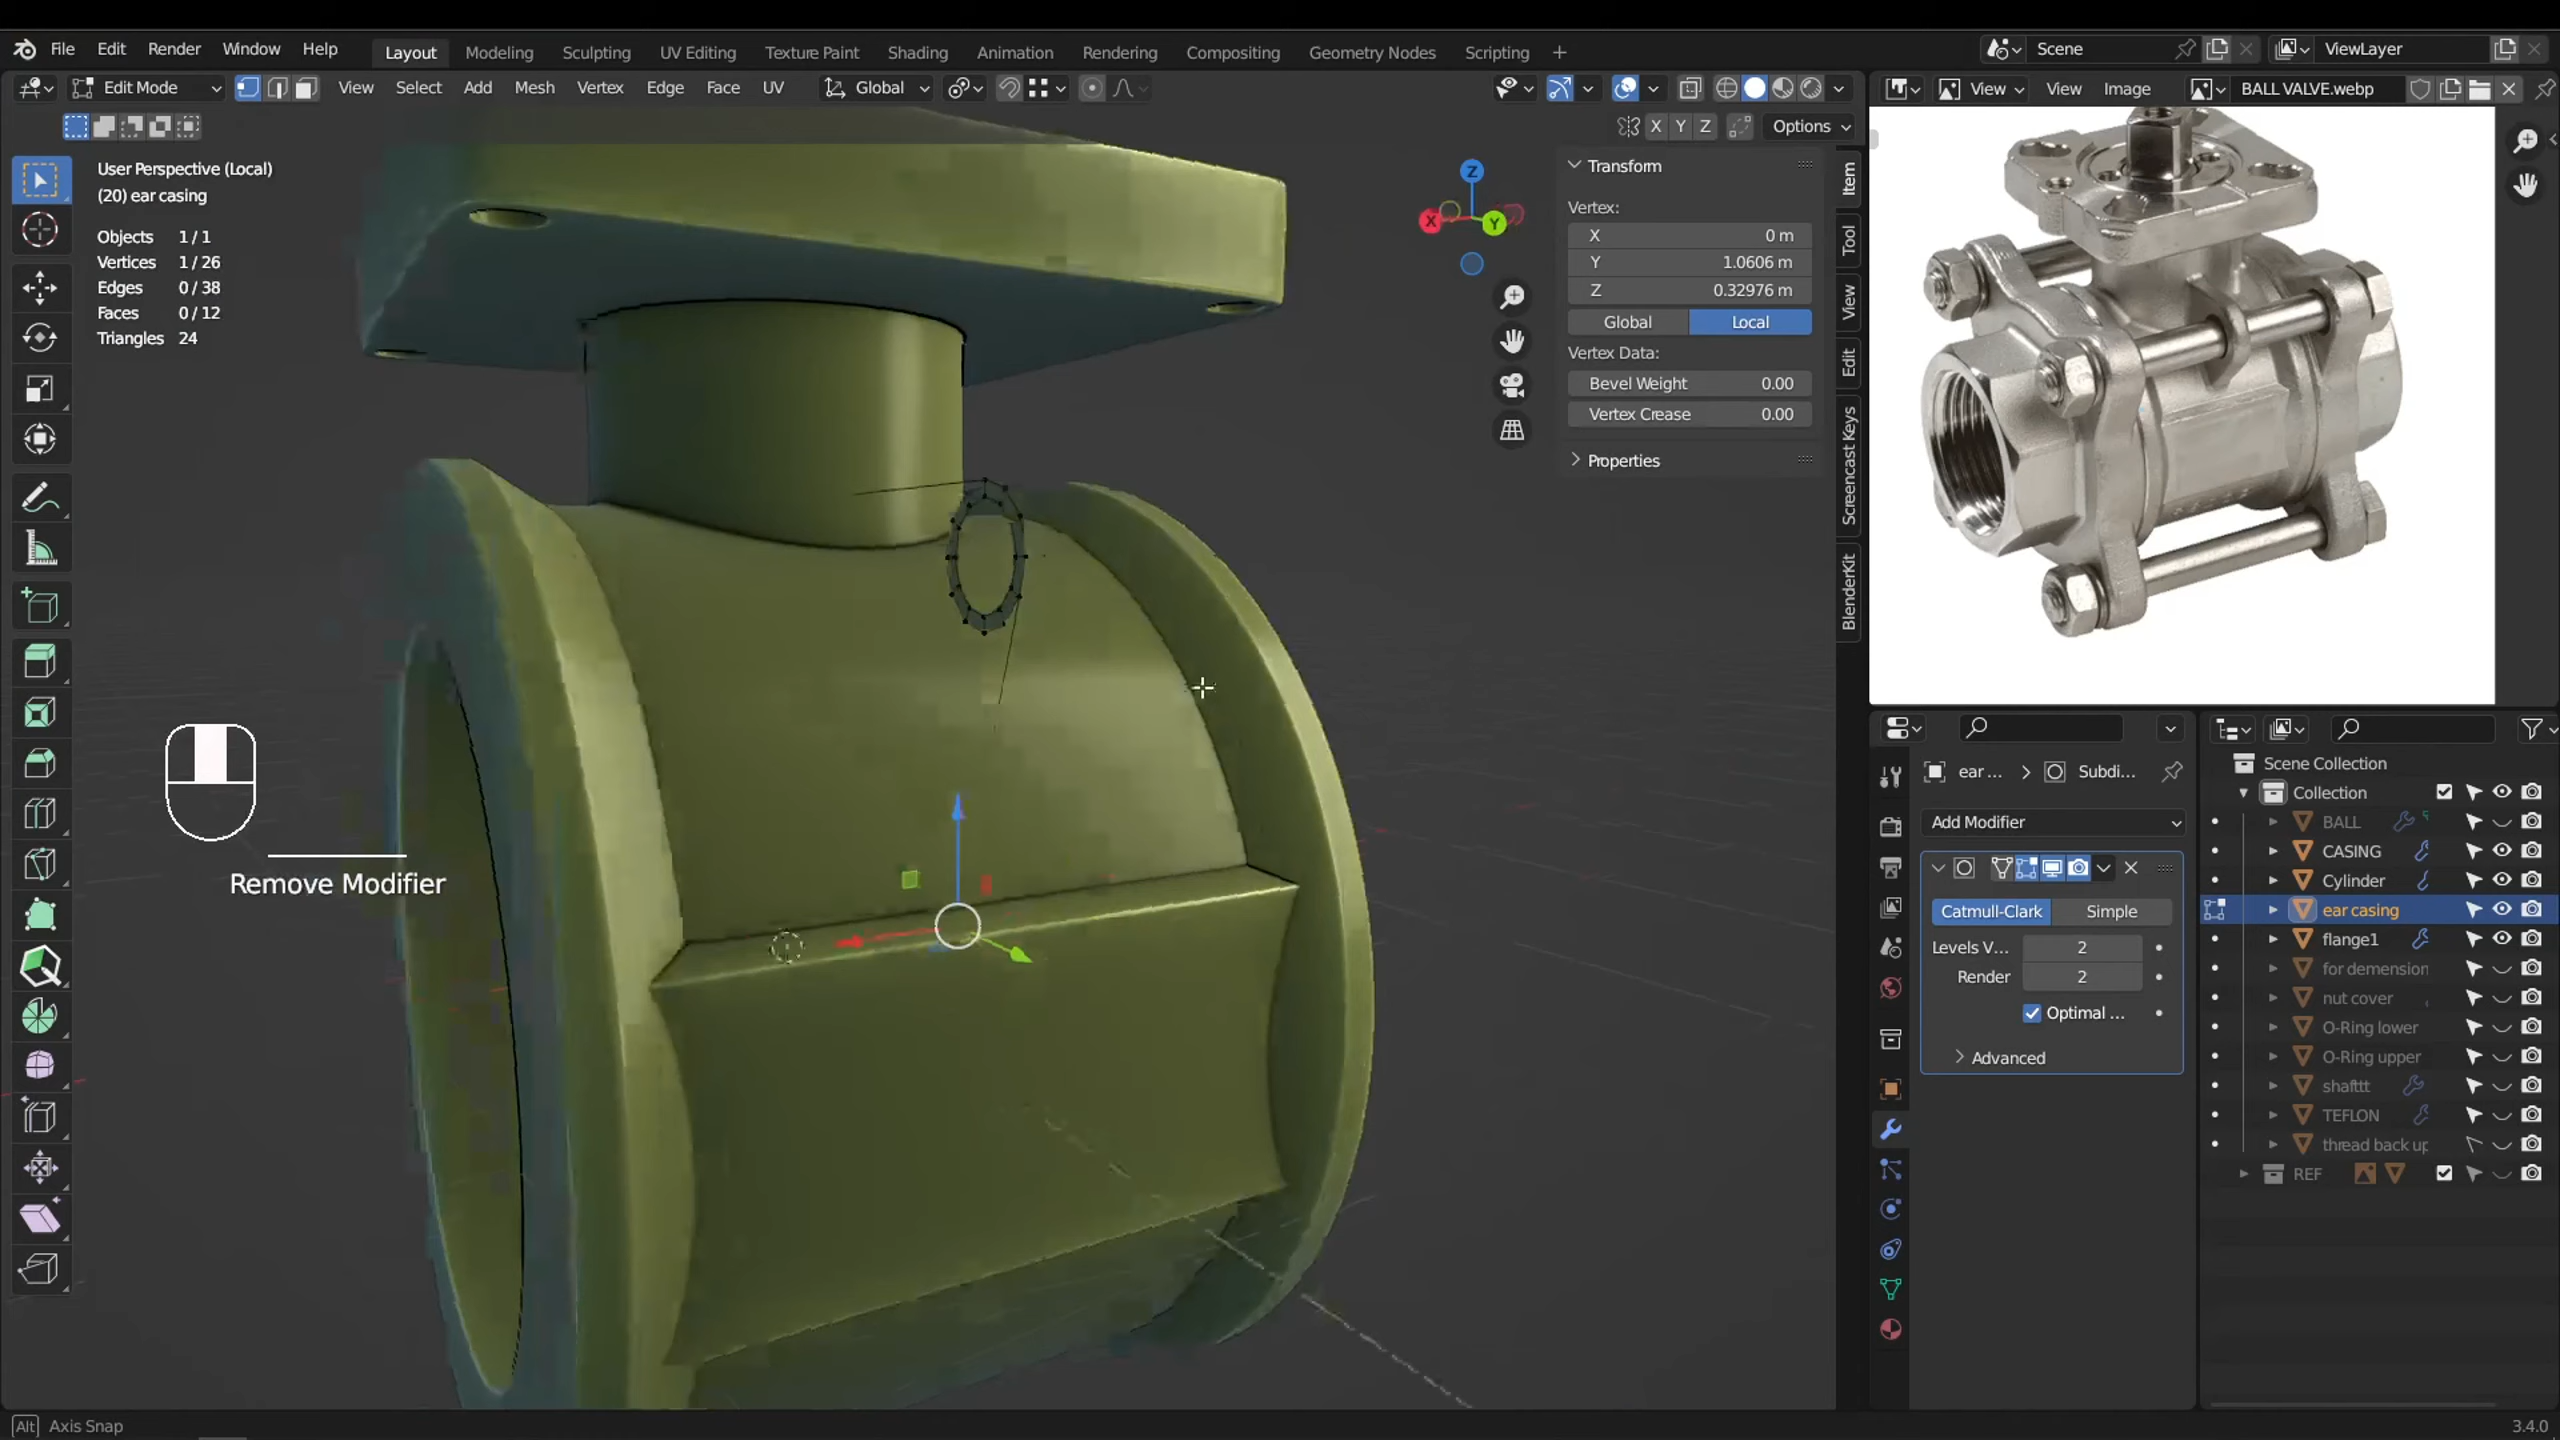 File Edit Render Window Help Layout Modeling Sculpting UV Editing Texture Paint Shading Animation Rendering Compositing Geometry Nodes Scripting + Scene ViewLayer
Edit Mode View Select Add Mesh Vertex Edge Face UV Global View View Image BALL VALVE.webp
X Y Z Options
User Perspective (Local)
(20) ear casing
Objects 1/1
Vertices 1/26
Edges 0/38
Faces 0/12
Triangles 24
Z
X
Y
Transform
Vertex:
X 0 m
Y 1.0606 m
Z 0.32976 m
Global Local
Vertex Data:
Bevel Weight 0.00
Vertex Crease 0.00
Properties
Item
Tool
View
Edit
Screencast Keys
BlenderKit
Remove Modifier
ear ... > Subdi...
Add Modifier
Catmull-Clark Simple
Levels V... 2
Render 2
Optimal ...
Advanced
Scene Collection
Collection
BALL
CASING
Cylinder
ear casing
flange1
for demension
nut cover
O-Ring lower
O-Ring upper
shafttt
TEFLON
thread back up
REF
Alt Axis Snap
3.4.0